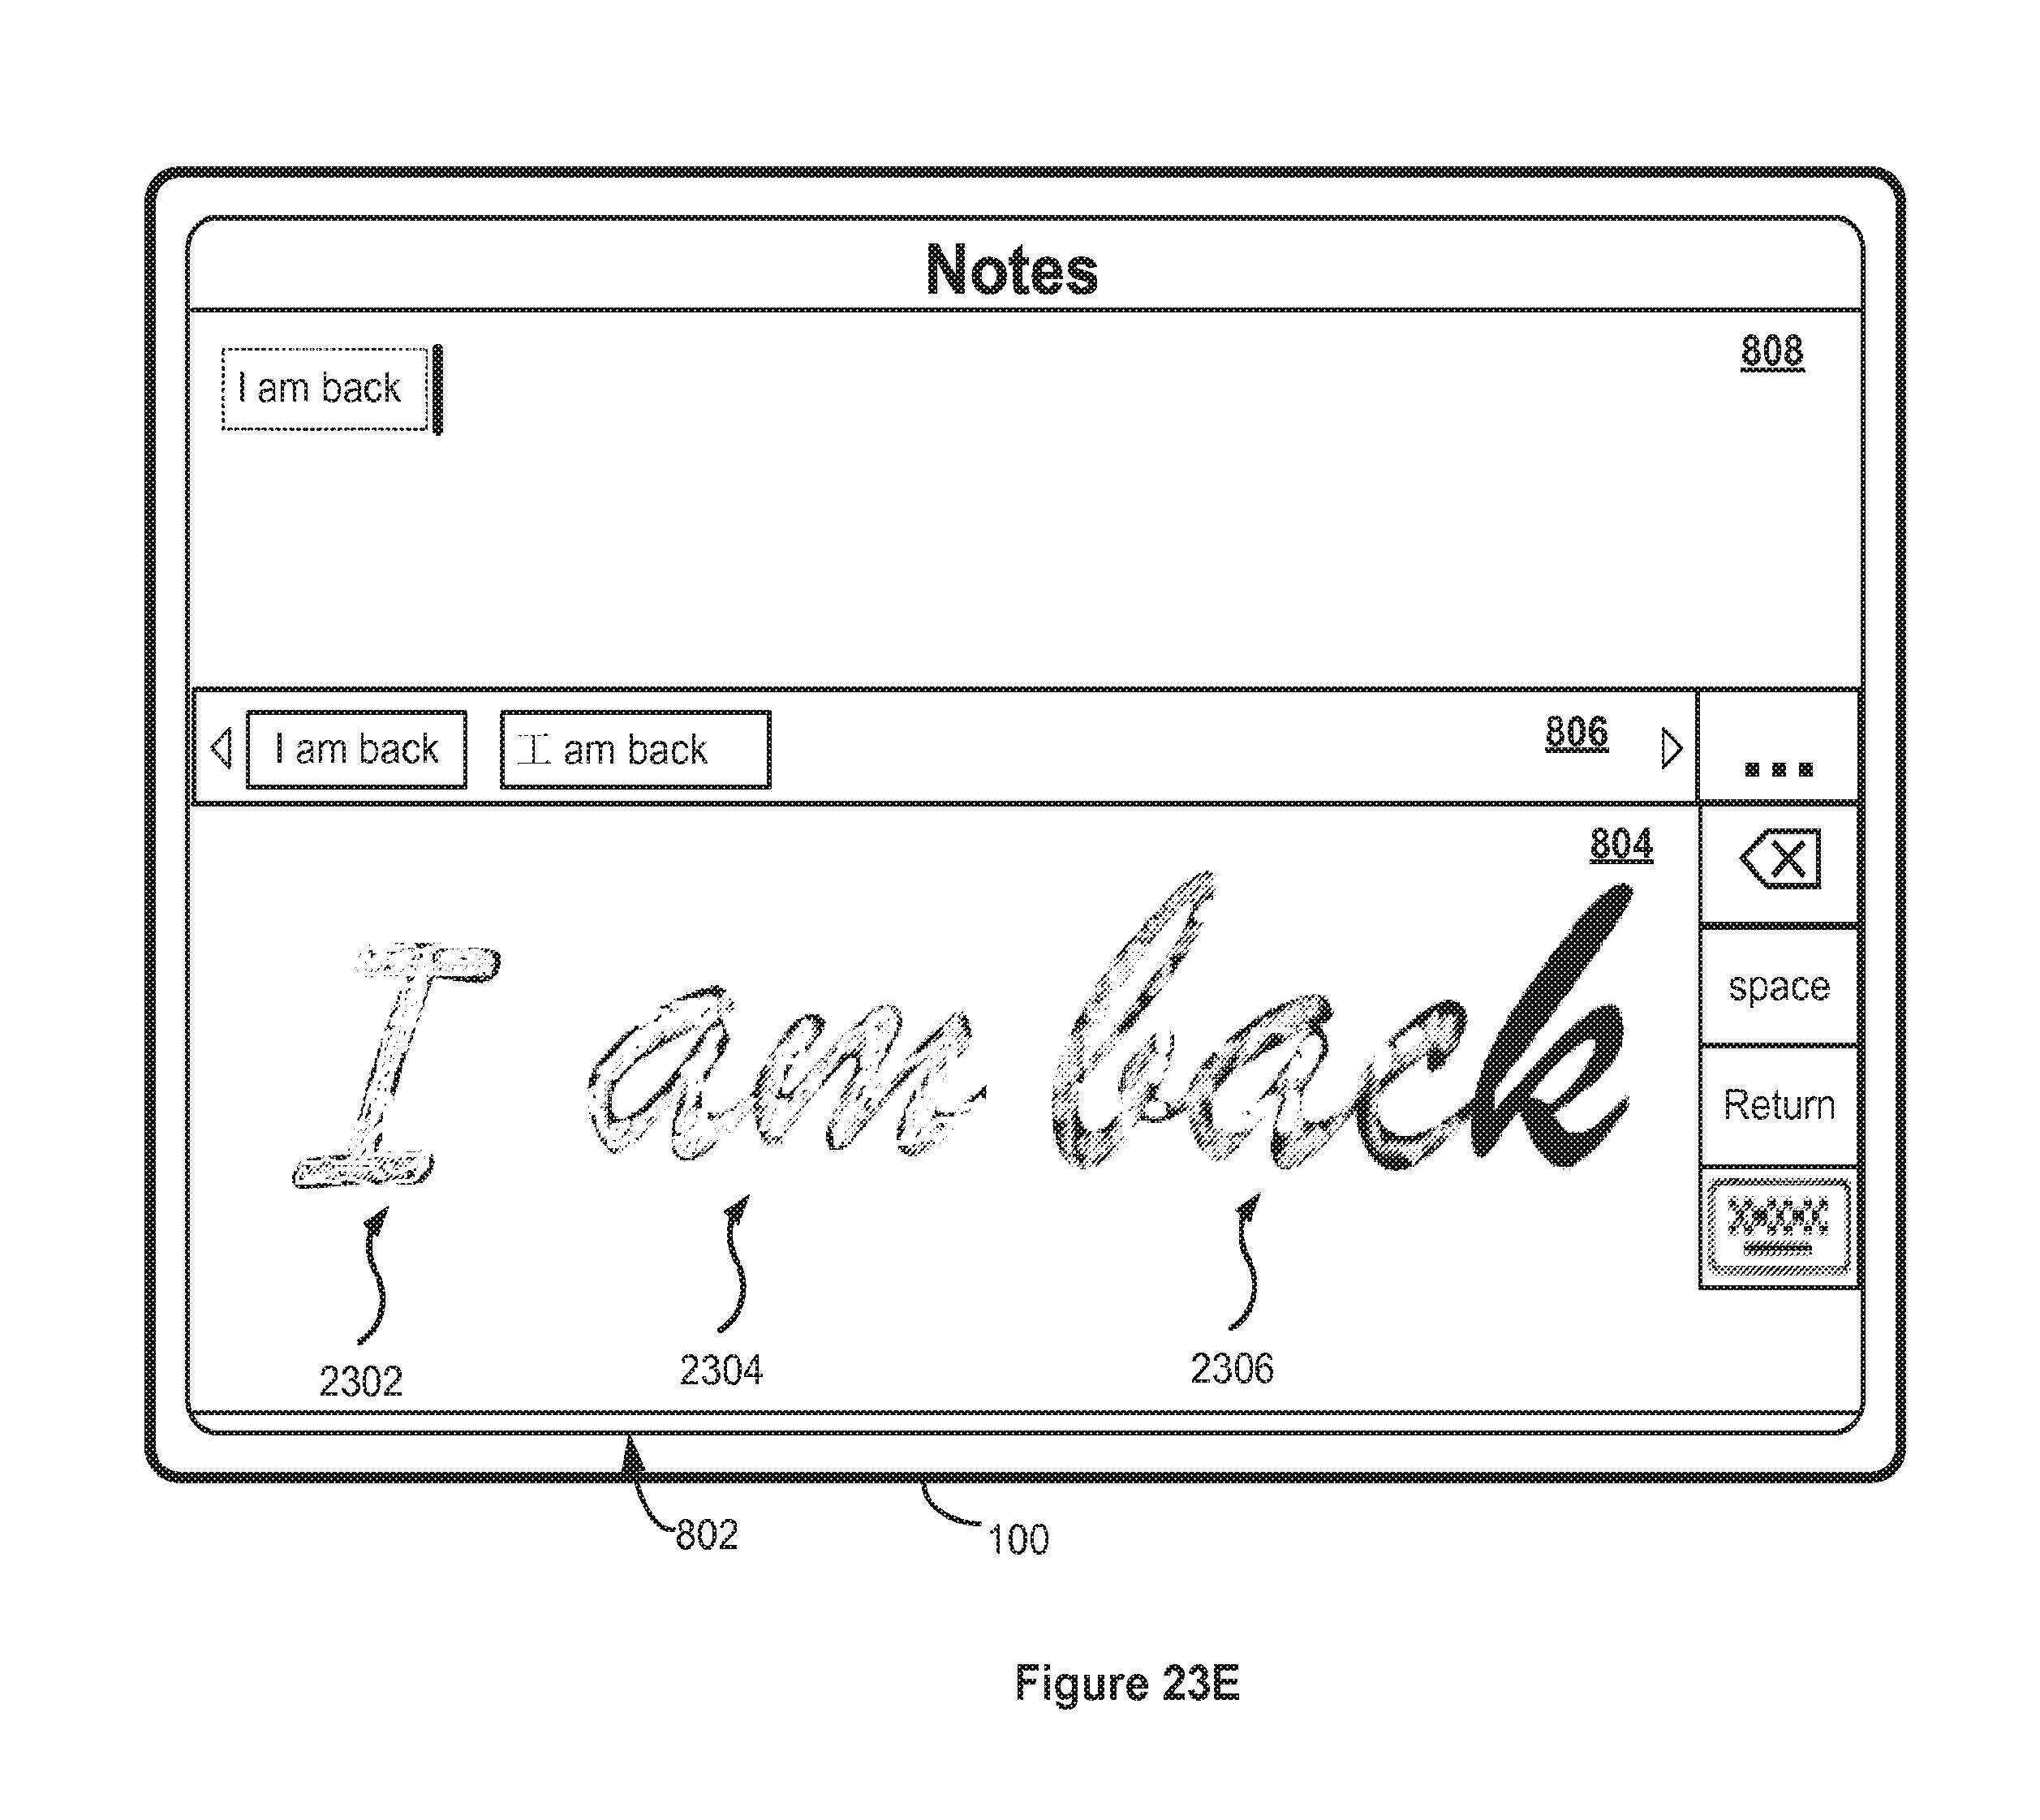 Notes
808
I am back
I am back
工 am back
806
...
804
I am back
space
Return
2302
2304
2306
802
100
Figure 23E